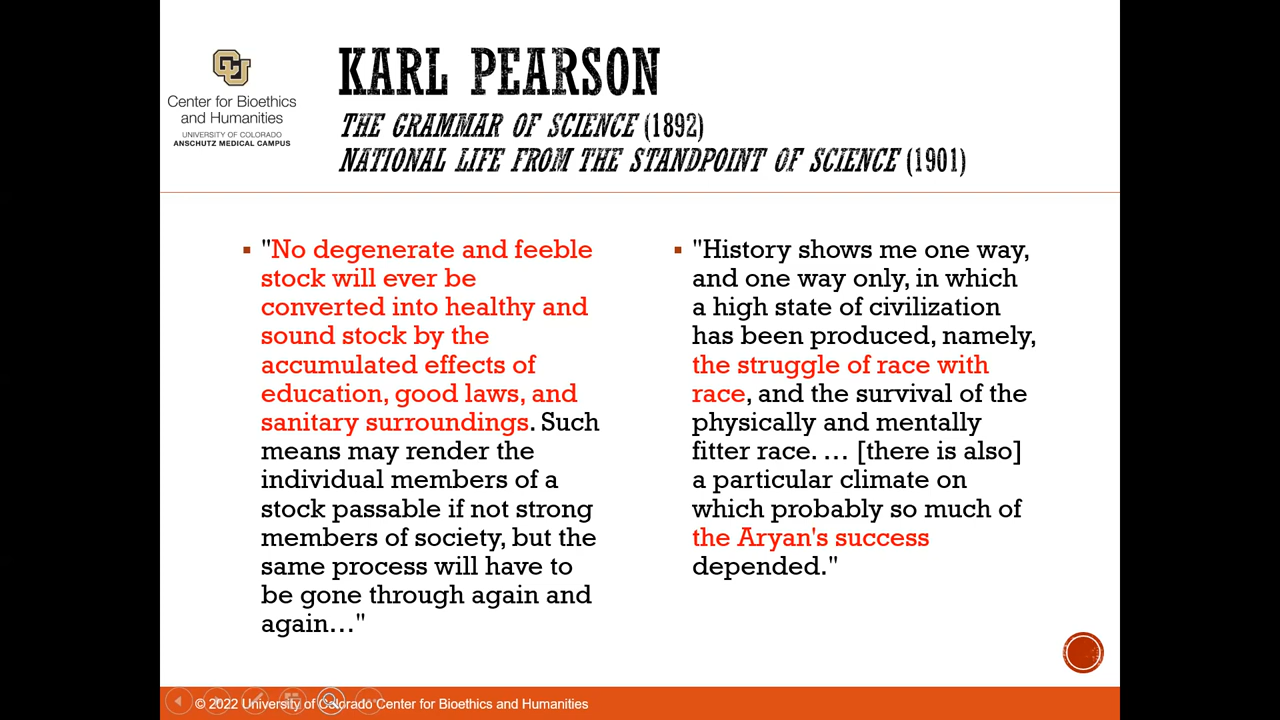 CU
Center for Bioethics
and Humanities
UNIVERSITY OF COLORADO
ANSCHUTZ MEDICAL CAMPUS
KARL PEARSON
THE GRAMMAR OF SCIENCE (1892)
NATIONAL LIFE FROM THE STANDPOINT OF SCIENCE (1901)
▪ "No degenerate and feeble
stock will ever be
converted into healthy and
sound stock by the
accumulated effects of
education, good laws, and
sanitary surroundings. Such
means may render the
individual members of a
stock passable if not strong
members of society, but the
same process will have to
be gone through again and
again…"
▪ "History shows me one way,
and one way only, in which
a high state of civilization
has been produced, namely,
the struggle of race with
race, and the survival of the
physically and mentally
fitter race. … [there is also]
a particular climate on
which probably so much of
the Aryan's success
depended."
© 2022 University of Colorado Center for Bioethics and Humanities